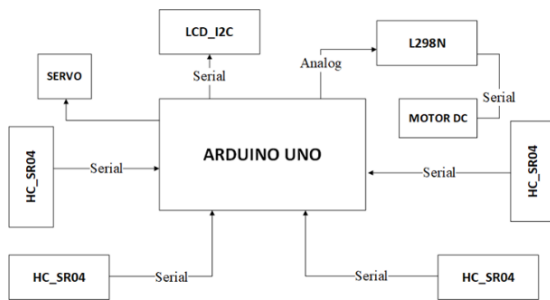 LCD_I2C
L298N
SERVO
Serial
Analog
Serial
MOTOR DC
HC_SR04
Serial
ARDUINO UNO
Serial
HC_SR04
HC_SR04
Serial
Serial
HC_SR04